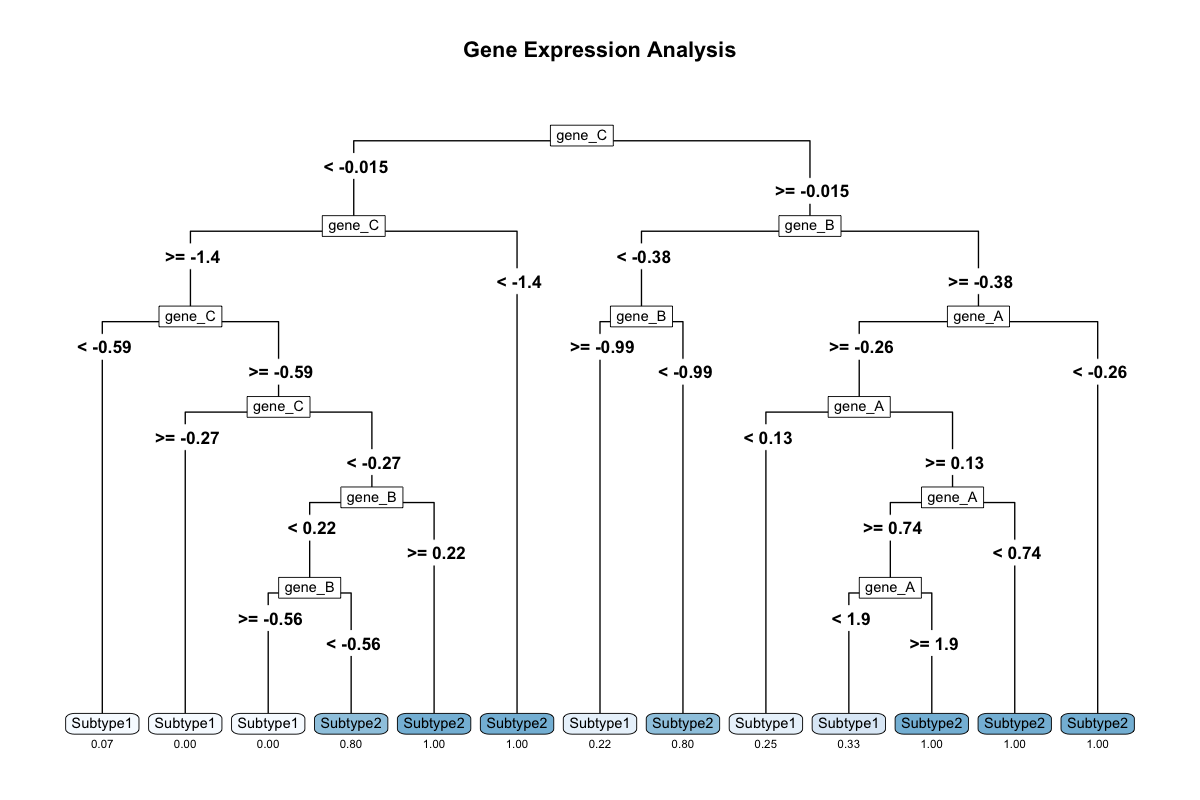 Gene Expression Analysis
gene_C
< -0.015
>= -0.015
gene_C
gene_B
>= -1.4
< -1.4
< -0.38
>= -0.38
gene_C
gene_B
gene_A
< -0.59
>= -0.59
>= -0.99
< -0.99
>= -0.26
< -0.26
gene_C
gene_A
>= -0.27
< -0.27
< 0.13
>= 0.13
gene_B
gene_A
< 0.22
>= 0.22
>= 0.74
< 0.74
gene_B
gene_A
>= -0.56
< -0.56
< 1.9
>= 1.9
Subtype1 Subtype1 Subtype1 Subtype2 Subtype2 Subtype2 Subtype1 Subtype2 Subtype1 Subtype1 Subtype2 Subtype2 Subtype2
0.07 0.00 0.00 0.80 1.00 1.00 0.22 0.80 0.25 0.33 1.00 1.00 1.00